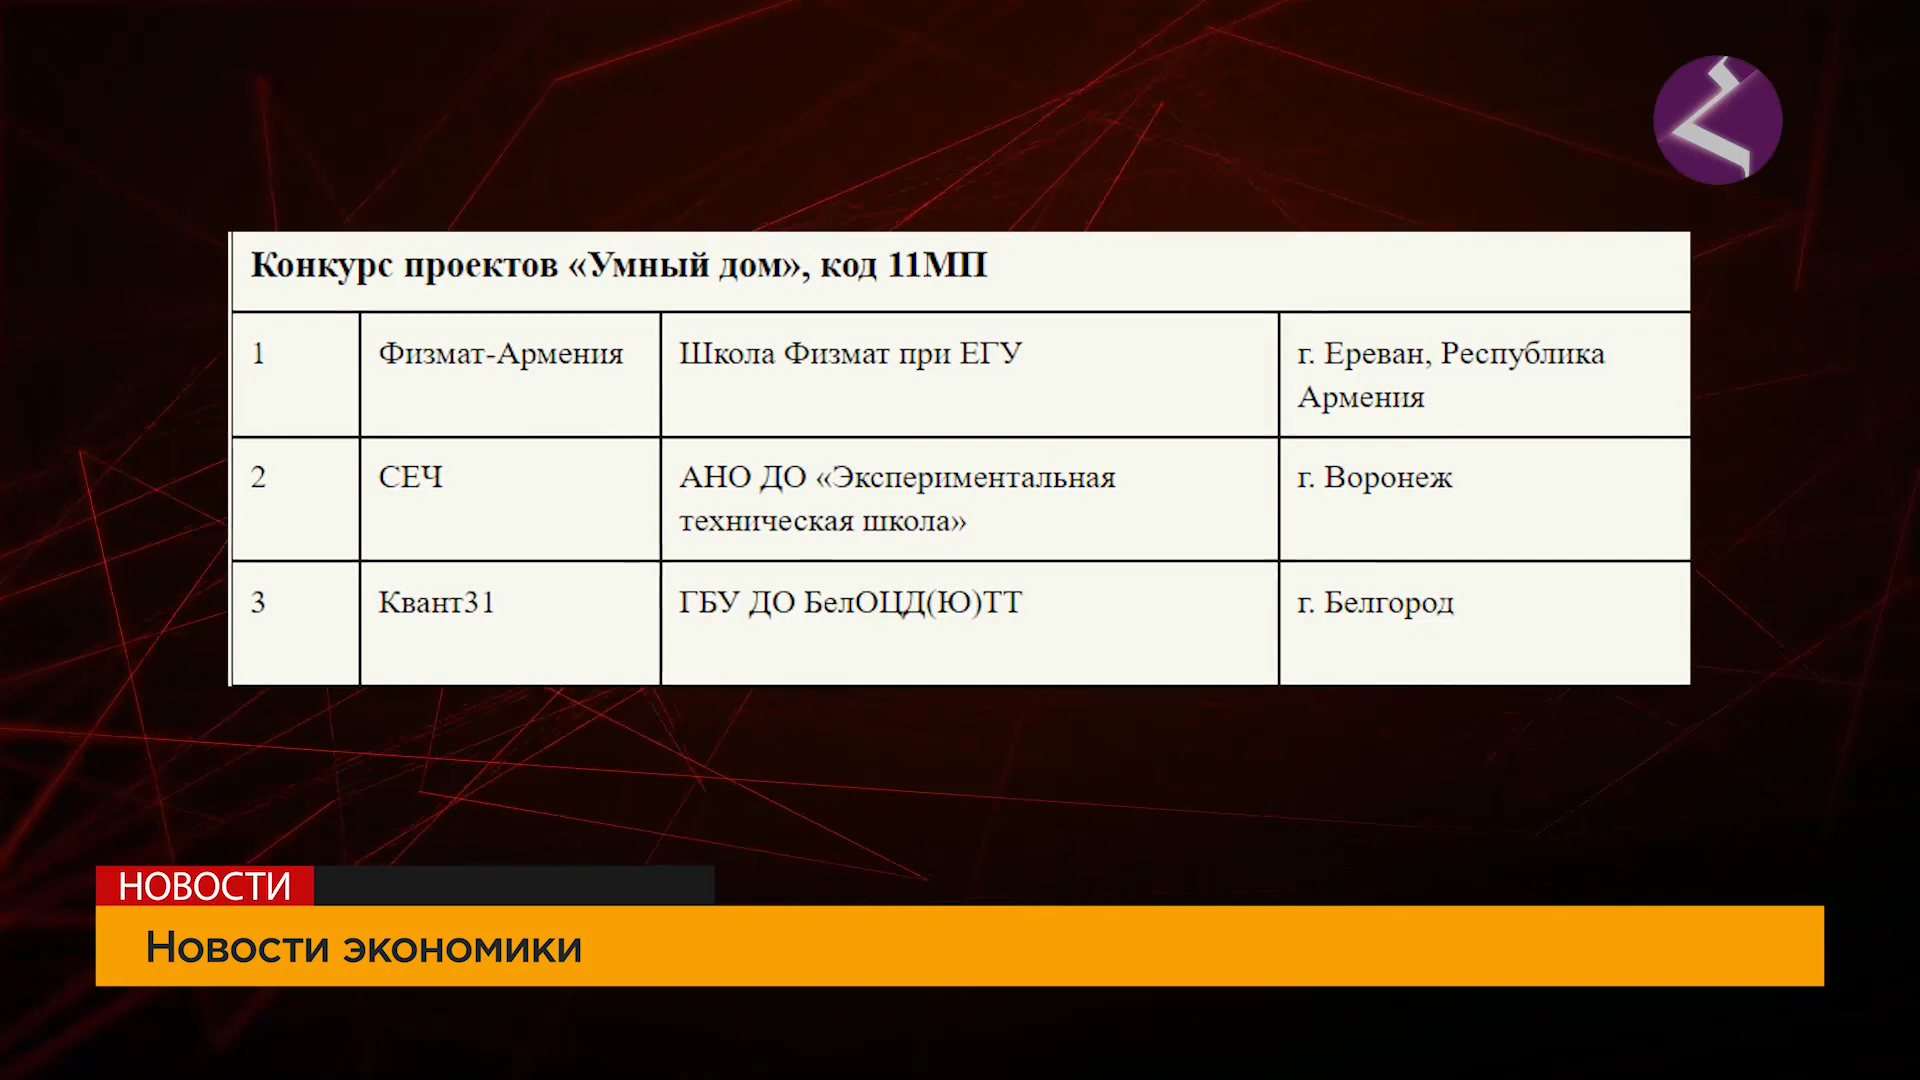 Конкурс проектов «Умный дом», код 11МП
1 Физмат-Армения Школа Физмат при ЕГУ г. Ереван, Республика
Армения
2 СЕЧ АНО ДО «Экспериментальная г. Воронеж
техническая школа»
3 Квант31 ГБУ ДО БелОЦД(Ю)ТТ г. Белгород
НОВОСТИ
Новости экономики